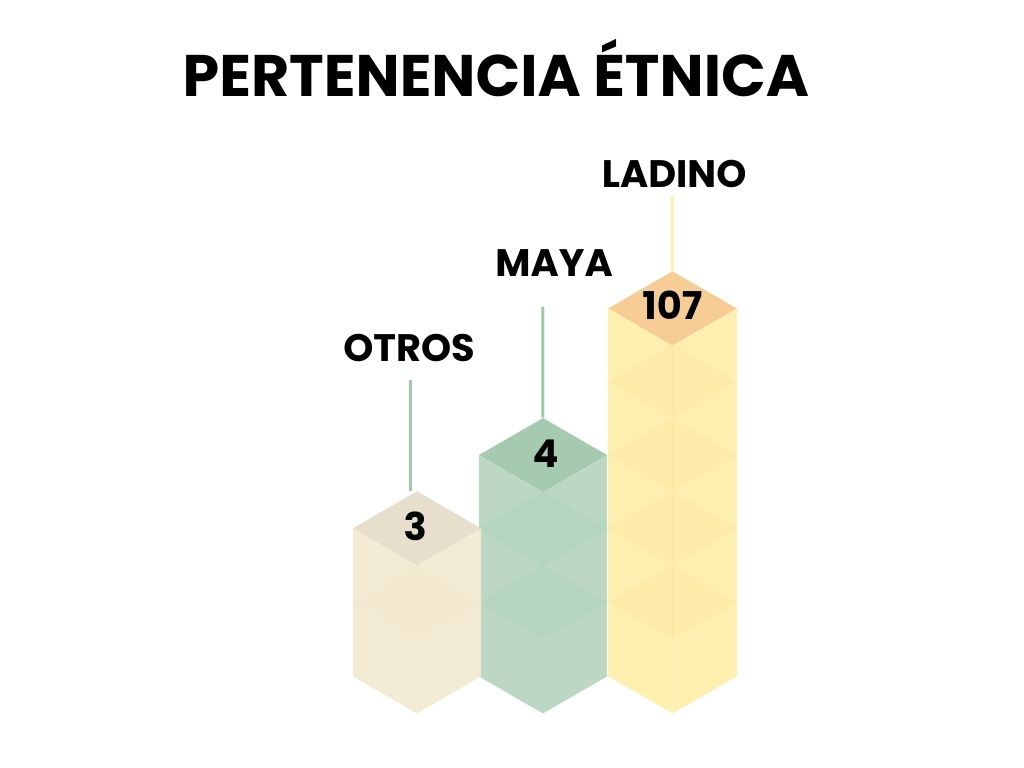 PERTENENCIA ÉTNICA
LADINO
MAYA
107
OTROS
4
3